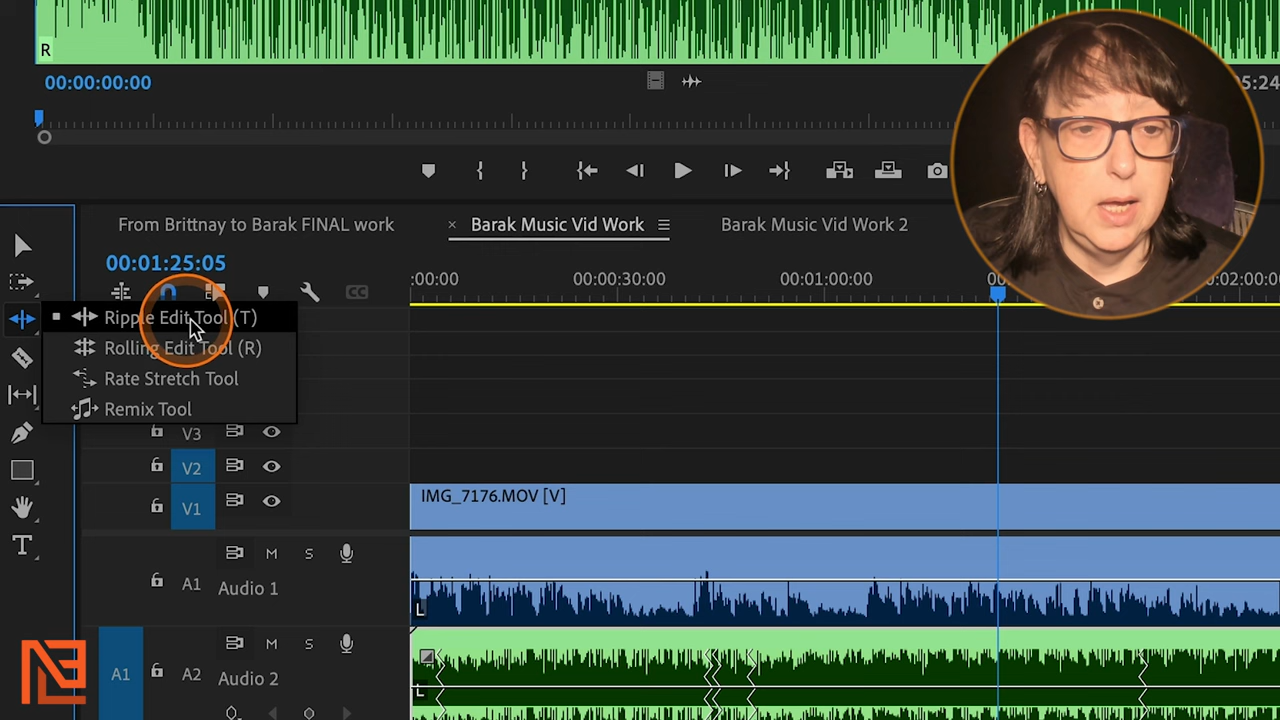 R
00:00:00:00
5:24
From Brittnay to Barak FINAL work
× Barak Music Vid Work
Barak Music Vid Work 2
00:01:25:05
:00:00
00:00:30:00
00:01:00:00
00
00:02:00:00
CC
Ripple Edit Tool (T)
Rolling Edit Tool (R)
Rate Stretch Tool
Remix Tool
V3
V2
V1
IMG_7176.MOV [V]
M S
A1 Audio 1
L
M S
A1 A2 Audio 2
L
T